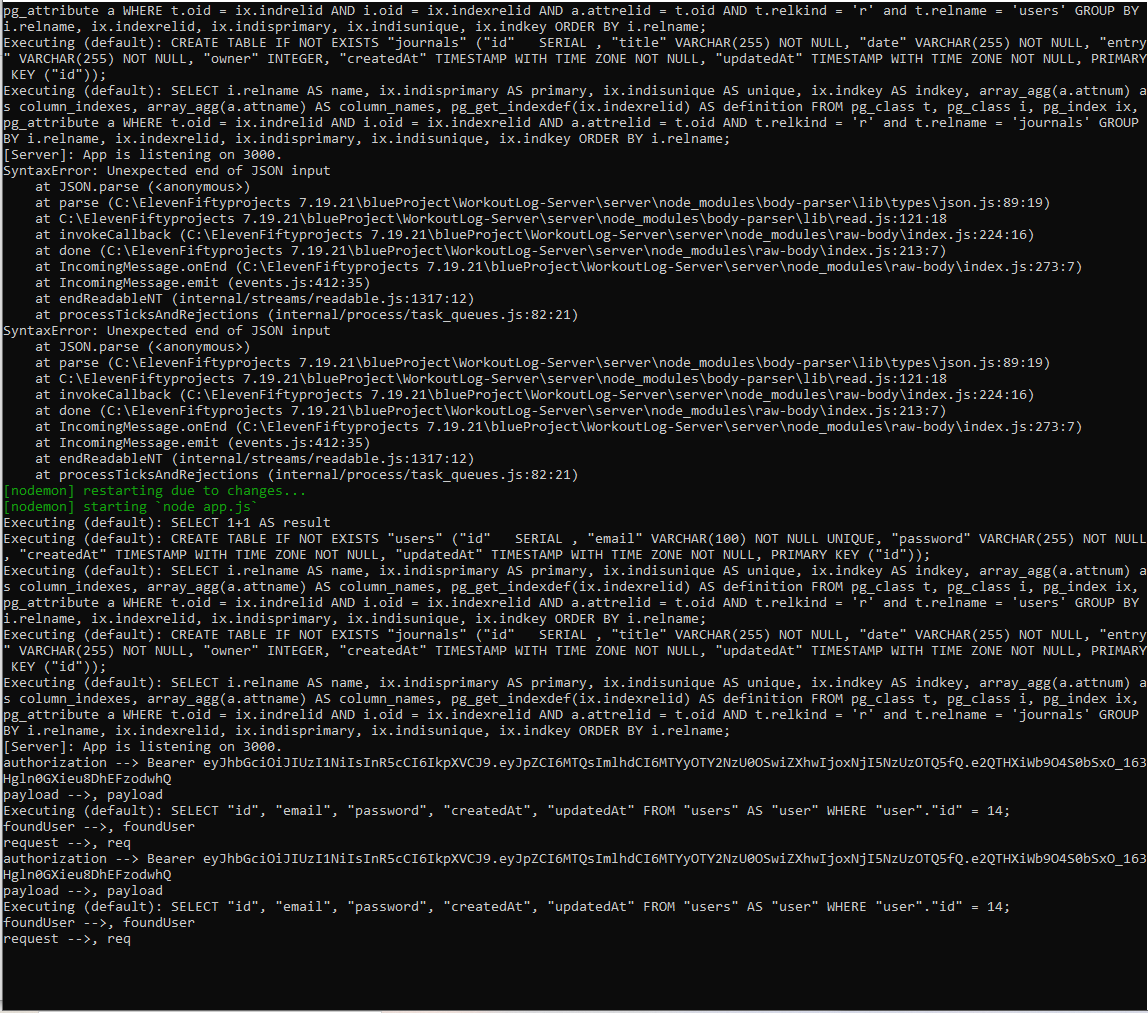 pg_attribute a WHERE t.oid = ix.indrelid AND i.oid = ix.indexrelid AND a.attrelid = t.oid AND t.relkind = 'r' and t.relname = 'users' GROUP BY
i.relname, ix.indexrelid, ix.indisprimary, ix.indisunique, ix.indkey ORDER BY i.relname;
Executing (default): CREATE TABLE IF NOT EXISTS "journals" ("id"   SERIAL , "title" VARCHAR(255) NOT NULL, "date" VARCHAR(255) NOT NULL, "entry
" VARCHAR(255) NOT NULL, "owner" INTEGER, "createdAt" TIMESTAMP WITH TIME ZONE NOT NULL, "updatedAt" TIMESTAMP WITH TIME ZONE NOT NULL, PRIMARY
 KEY ("id"));
Executing (default): SELECT i.relname AS name, ix.indisprimary AS primary, ix.indisunique AS unique, ix.indkey AS indkey, array_agg(a.attnum) a
s column_indexes, array_agg(a.attname) AS column_names, pg_get_indexdef(ix.indexrelid) AS definition FROM pg_class t, pg_class i, pg_index ix,
pg_attribute a WHERE t.oid = ix.indrelid AND i.oid = ix.indexrelid AND a.attrelid = t.oid AND t.relkind = 'r' and t.relname = 'journals' GROUP
BY i.relname, ix.indexrelid, ix.indisprimary, ix.indisunique, ix.indkey ORDER BY i.relname;
[Server]: App is listening on 3000.
SyntaxError: Unexpected end of JSON input
    at JSON.parse (<anonymous>)
    at parse (C:\ElevenFiftyprojects 7.19.21\blueProject\WorkoutLog-Server\server\node_modules\body-parser\lib\types\json.js:89:19)
    at C:\ElevenFiftyprojects 7.19.21\blueProject\WorkoutLog-Server\server\node_modules\body-parser\lib\read.js:121:18
    at invokeCallback (C:\ElevenFiftyprojects 7.19.21\blueProject\WorkoutLog-Server\server\node_modules\raw-body\index.js:224:16)
    at done (C:\ElevenFiftyprojects 7.19.21\blueProject\WorkoutLog-Server\server\node_modules\raw-body\index.js:213:7)
    at IncomingMessage.onEnd (C:\ElevenFiftyprojects 7.19.21\blueProject\WorkoutLog-Server\server\node_modules\raw-body\index.js:273:7)
    at IncomingMessage.emit (events.js:412:35)
    at endReadableNT (internal/streams/readable.js:1317:12)
    at processTicksAndRejections (internal/process/task_queues.js:82:21)
SyntaxError: Unexpected end of JSON input
    at JSON.parse (<anonymous>)
    at parse (C:\ElevenFiftyprojects 7.19.21\blueProject\WorkoutLog-Server\server\node_modules\body-parser\lib\types\json.js:89:19)
    at C:\ElevenFiftyprojects 7.19.21\blueProject\WorkoutLog-Server\server\node_modules\body-parser\lib\read.js:121:18
    at invokeCallback (C:\ElevenFiftyprojects 7.19.21\blueProject\WorkoutLog-Server\server\node_modules\raw-body\index.js:224:16)
    at done (C:\ElevenFiftyprojects 7.19.21\blueProject\WorkoutLog-Server\server\node_modules\raw-body\index.js:213:7)
    at IncomingMessage.onEnd (C:\ElevenFiftyprojects 7.19.21\blueProject\WorkoutLog-Server\server\node_modules\raw-body\index.js:273:7)
    at IncomingMessage.emit (events.js:412:35)
    at endReadableNT (internal/streams/readable.js:1317:12)
    at processTicksAndRejections (internal/process/task_queues.js:82:21)
[nodemon] restarting due to changes...
[nodemon] starting `node app.js`
Executing (default): SELECT 1+1 AS result
Executing (default): CREATE TABLE IF NOT EXISTS "users" ("id"   SERIAL , "email" VARCHAR(100) NOT NULL UNIQUE, "password" VARCHAR(255) NOT NULL
, "createdAt" TIMESTAMP WITH TIME ZONE NOT NULL, "updatedAt" TIMESTAMP WITH TIME ZONE NOT NULL, PRIMARY KEY ("id"));
Executing (default): SELECT i.relname AS name, ix.indisprimary AS primary, ix.indisunique AS unique, ix.indkey AS indkey, array_agg(a.attnum) a
s column_indexes, array_agg(a.attname) AS column_names, pg_get_indexdef(ix.indexrelid) AS definition FROM pg_class t, pg_class i, pg_index ix,
pg_attribute a WHERE t.oid = ix.indrelid AND i.oid = ix.indexrelid AND a.attrelid = t.oid AND t.relkind = 'r' and t.relname = 'users' GROUP BY
i.relname, ix.indexrelid, ix.indisprimary, ix.indisunique, ix.indkey ORDER BY i.relname;
Executing (default): CREATE TABLE IF NOT EXISTS "journals" ("id"   SERIAL , "title" VARCHAR(255) NOT NULL, "date" VARCHAR(255) NOT NULL, "entry
" VARCHAR(255) NOT NULL, "owner" INTEGER, "createdAt" TIMESTAMP WITH TIME ZONE NOT NULL, "updatedAt" TIMESTAMP WITH TIME ZONE NOT NULL, PRIMARY
 KEY ("id"));
Executing (default): SELECT i.relname AS name, ix.indisprimary AS primary, ix.indisunique AS unique, ix.indkey AS indkey, array_agg(a.attnum) a
s column_indexes, array_agg(a.attname) AS column_names, pg_get_indexdef(ix.indexrelid) AS definition FROM pg_class t, pg_class i, pg_index ix,
pg_attribute a WHERE t.oid = ix.indrelid AND i.oid = ix.indexrelid AND a.attrelid = t.oid AND t.relkind = 'r' and t.relname = 'journals' GROUP
BY i.relname, ix.indexrelid, ix.indisprimary, ix.indisunique, ix.indkey ORDER BY i.relname;
[Server]: App is listening on 3000.
authorization --> Bearer eyJhbGciOiJIUzI1NiIsInR5cCI6IkpXVCJ9.eyJpZCI6MTQsImlhdCI6MTYyOTY2NzU0OSwiZXhwIjoxNjI5NzUzOTQ5fQ.e2QTHXiWb9O4S0bSxO_163
Hgln0GXieu8DhEFzodwhQ
payload -->, payload
Executing (default): SELECT "id", "email", "password", "createdAt", "updatedAt" FROM "users" AS "user" WHERE "user"."id" = 14;
foundUser -->, foundUser
request -->, req
authorization --> Bearer eyJhbGciOiJIUzI1NiIsInR5cCI6IkpXVCJ9.eyJpZCI6MTQsImlhdCI6MTYyOTY2NzU0OSwiZXhwIjoxNjI5NzUzOTQ5fQ.e2QTHXiWb9O4S0bSxO_163
Hgln0GXieu8DhEFzodwhQ
payload -->, payload
Executing (default): SELECT "id", "email", "password", "createdAt", "updatedAt" FROM "users" AS "user" WHERE "user"."id" = 14;
foundUser -->, foundUser
request -->, req